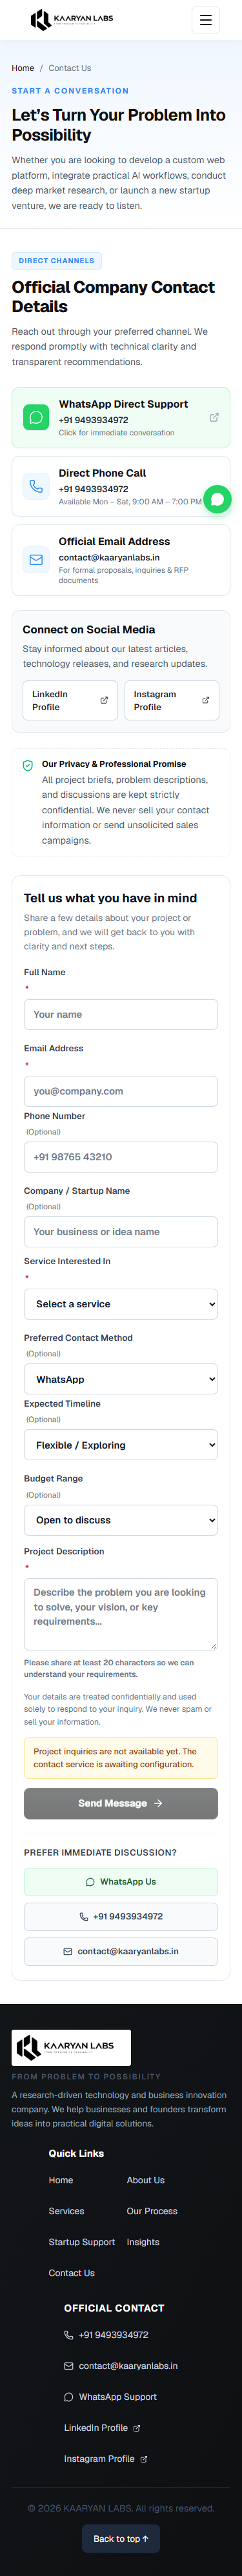 KAARYAN LABS
Home / Contact Us
START A CONVERSATION
Let's Turn Your Problem Into
Possibility
Whether you are looking to develop a custom web
platform, integrate practical AI workflows, conduct
deep market research, or launch a new startup
venture, we are ready to listen.
DIRECT CHANNELS
Official Company Contact
Details
Reach out through your preferred channel. We
respond promptly with technical clarity and
transparent recommendations.
WhatsApp Direct Support
+91 9493934972
Click for immediate conversation
Direct Phone Call
+91 9493934972
Available Mon – Sat, 9:00 AM – 7:00 PM
Official Email Address
contact@kaaryanlabs.in
For formal proposals, inquiries & RFP
documents
Connect on Social Media
Stay informed about our latest articles,
technology releases, and research updates.
LinkedIn
Profile
Instagram
Profile
Our Privacy & Professional Promise
All project briefs, problem descriptions,
and discussions are kept strictly
confidential. We never sell your contact
information or send unsolicited sales
campaigns.
Tell us what you have in mind
Share a few details about your project or
problem, and we will get back to you with
clarity and next steps.
Full Name
*
Your name
Email Address
*
you@company.com
Phone Number
(Optional)
+91 98765 43210
Company / Startup Name
(Optional)
Your business or idea name
Service Interested In
*
Select a service
Preferred Contact Method
(Optional)
WhatsApp
Expected Timeline
(Optional)
Flexible / Exploring
Budget Range
(Optional)
Open to discuss
Project Description
*
Describe the problem you are looking
to solve, your vision, or key
requirements...
Please share at least 20 characters so we can
understand your requirements.
Your details are treated confidentially and used
solely to respond to your inquiry. We never spam or
sell your information.
Project inquiries are not available yet. The
contact service is awaiting configuration.
Send Message →
PREFER IMMEDIATE DISCUSSION?
WhatsApp Us
+91 9493934972
contact@kaaryanlabs.in
KAARYAN LABS
FROM PROBLEM TO POSSIBILITY
A research-driven technology and business innovation
company. We help businesses and founders transform
ideas into practical digital solutions.
Quick Links
Home
About Us
Services
Our Process
Startup Support
Insights
Contact Us
OFFICIAL CONTACT
+91 9493934972
contact@kaaryanlabs.in
WhatsApp Support
LinkedIn Profile
Instagram Profile
© 2026 KAARYAN LABS. All rights reserved.
Back to top ↑